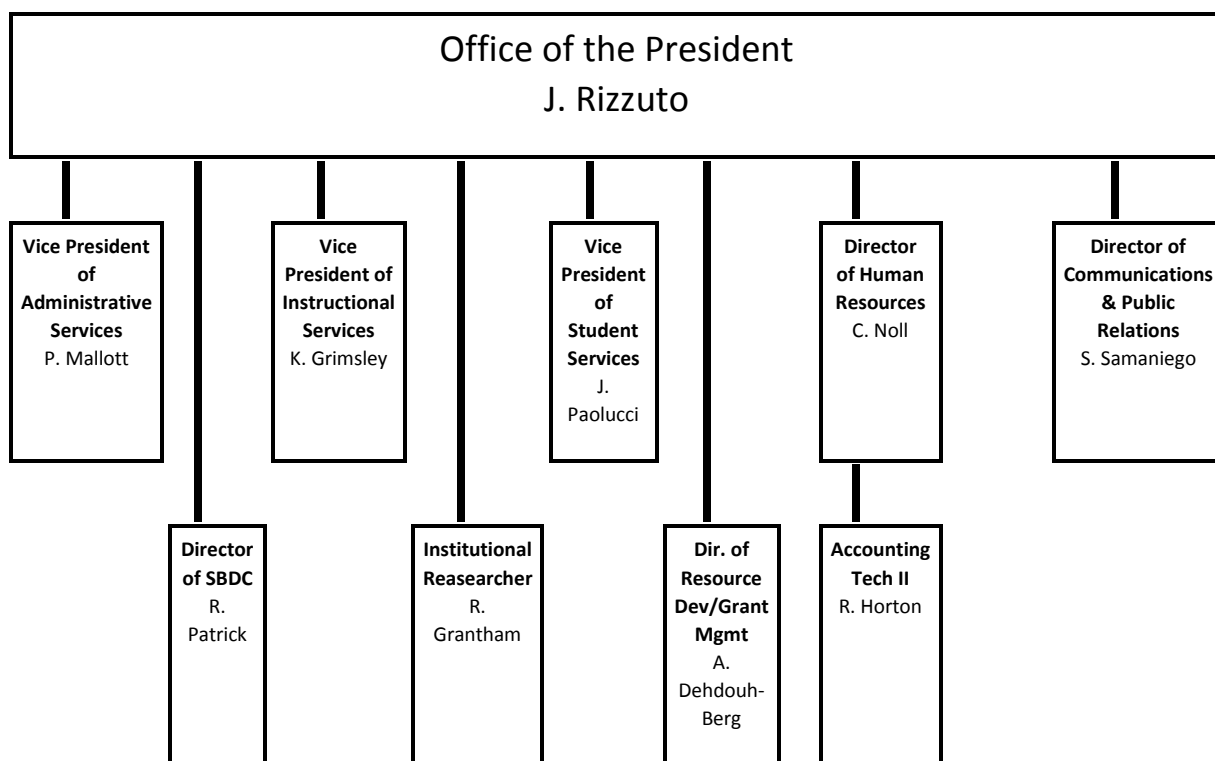 Office of the President
J. Rizzuto
Vice President
of
Administrative
Services
P. Mallott
Vice
President of
Instructional
Services
K. Grimsley
Vice
President
of
Student
Services
J.
Paolucci
Director
of Human
Resources
C. Noll
Director of
Communications
& Public
Relations
S. Samaniego
Director
of SBDC
R.
Patrick
Institutional
Reasearcher
R.
Grantham
Dir. of
Resource
Dev/Grant
Mgmt
A.
Dehdouh-
Berg
Accounting
Tech II
R. Horton